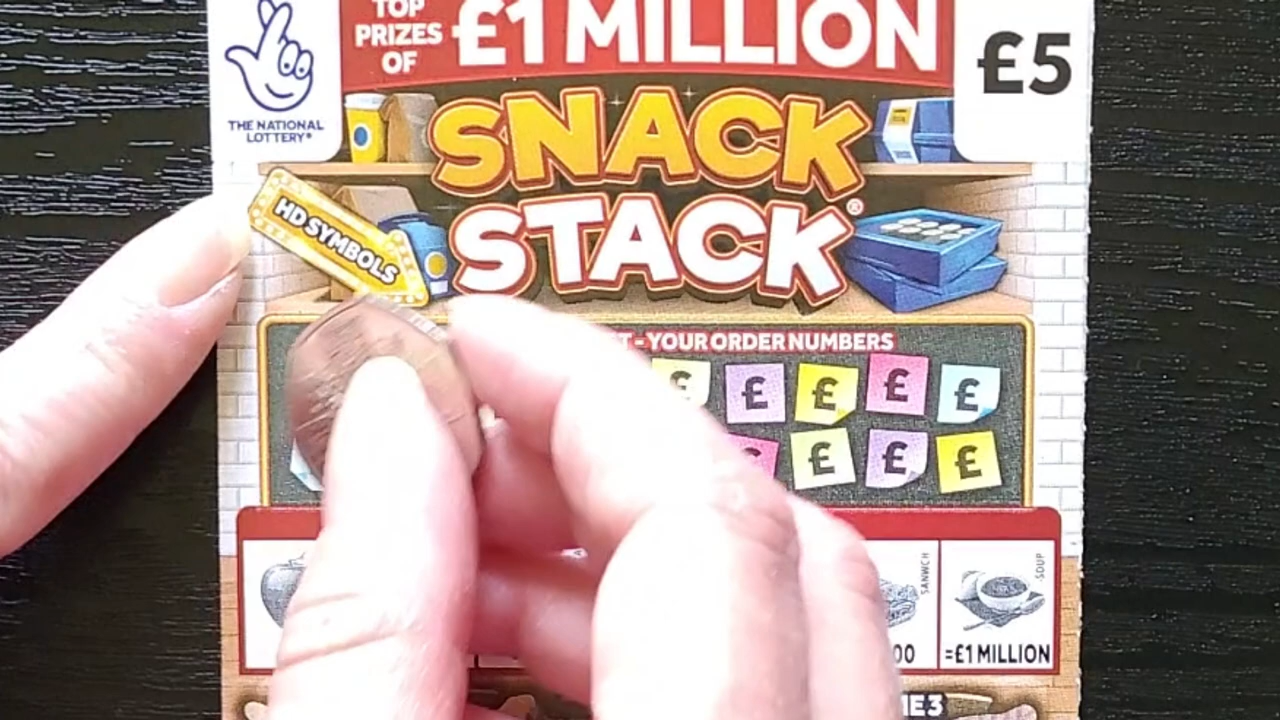 TOP
PRIZES
OF
£1 MILLION
£5
THE NATIONAL
LOTTERY®
SNACK
STACK®
HD SYMBOLS
- YOUR ORDER NUMBERS
£ £ £ £ £
£ £ £ £
SANWCH
SOUP
00
=£1 MILLION